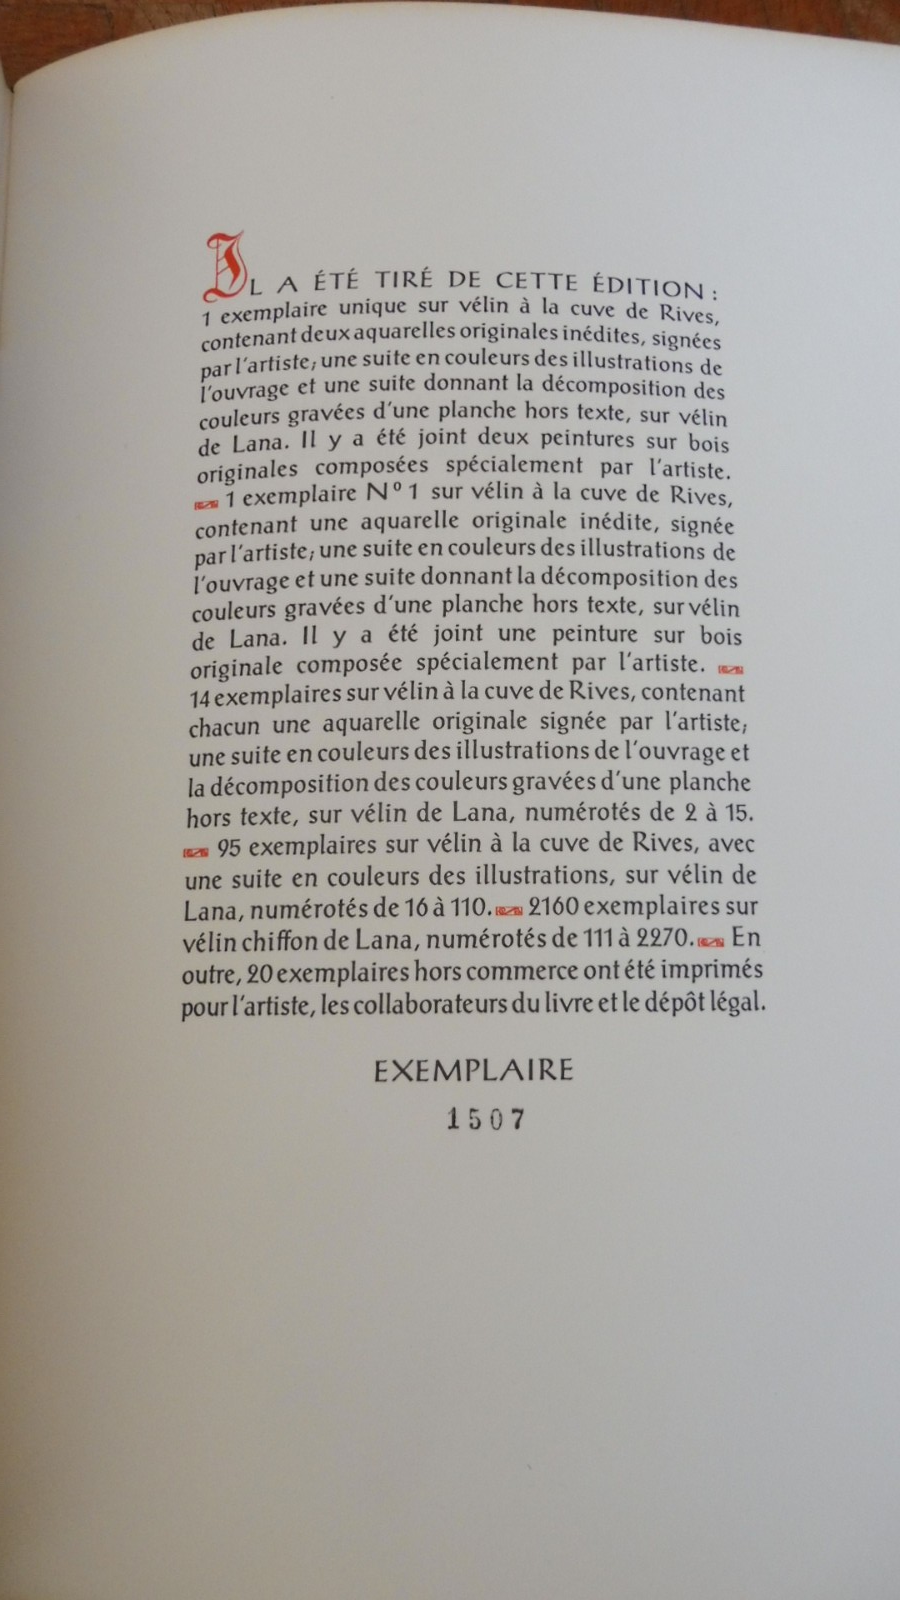 IL A ÉTÉ TIRÉ DE CETTE ÉDITION :
1 exemplaire unique sur vélin à la cuve de Rives,
contenant deux aquarelles originales inédites, signées
par l'artiste; une suite en couleurs des illustrations de
l'ouvrage et une suite donnant la décomposition des
couleurs gravées d'une planche hors texte, sur vélin
de Lana. Il y a été joint deux peintures sur bois
originales composées spécialement par l'artiste.
1 exemplaire Nº 1 sur vélin à la cuve de Rives,
contenant une aquarelle originale inédite, signée
par l'artiste; une suite en couleurs des illustrations de
l'ouvrage et une suite donnant la décomposition des
couleurs gravées d'une planche hors texte, sur vélin
de Lana. Il y a été joint une peinture sur bois
originale composée spécialement par l'artiste.
14 exemplaires sur vélin à la cuve de Rives, contenant
chacun une aquarelle originale signée par l'artiste;
une suite en couleurs des illustrations de l'ouvrage et
la décomposition des couleurs gravées d'une planche
hors texte, sur vélin de Lana, numérotés de 2 à 15.
95 exemplaires sur vélin à la cuve de Rives, avec
une suite en couleurs des illustrations, sur vélin de
Lana, numérotés de 16 à 110. 2160 exemplaires sur
vélin chiffon de Lana, numérotés de 111 à 2270. En
outre, 20 exemplaires hors commerce ont été imprimés
pour l'artiste, les collaborateurs du livre et le dépôt légal.
EXEMPLAIRE
1507